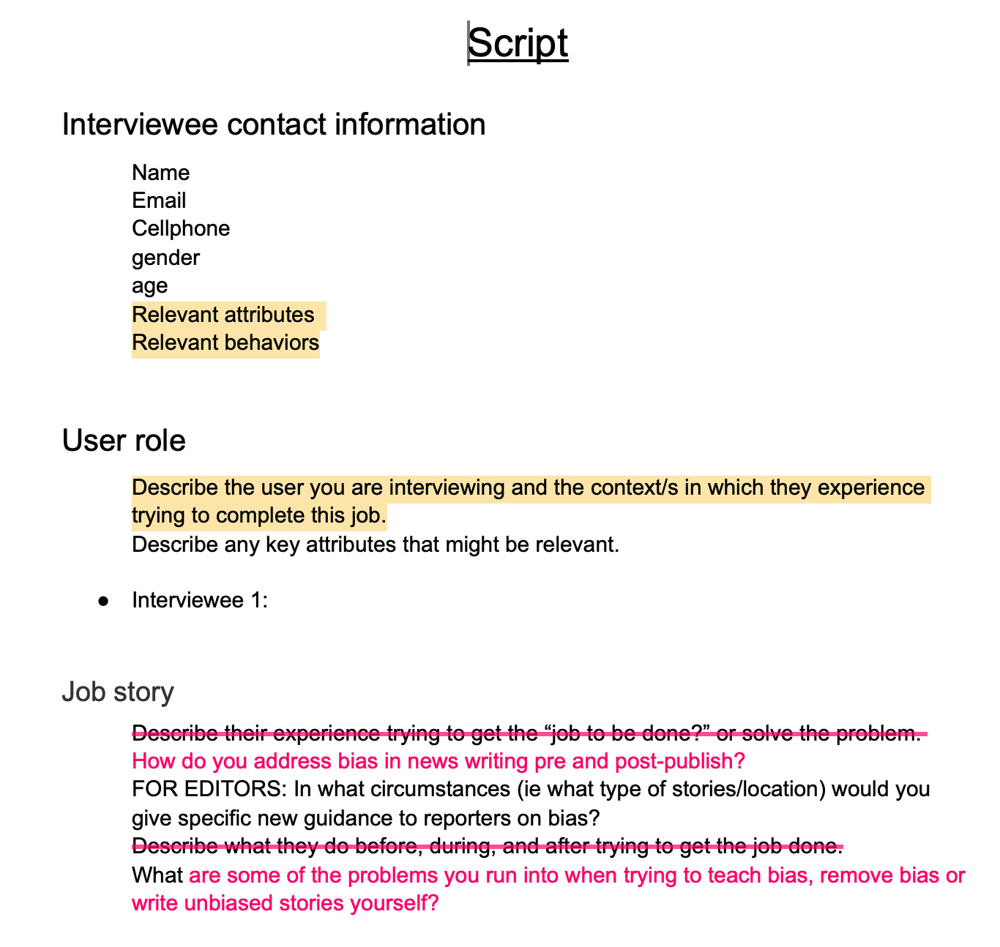 Script
Interviewee contact information
Name
Email
Cellphone
gender
age
Relevant attributes
Relevant behaviors
User role
Describe the user you are interviewing and the context/s in which they experience
trying to complete this job.
Describe any key attributes that might be relevant.
● Interviewee 1:
Job story
Describe their experience trying to get the “job to be done?” or solve the problem.
How do you address bias in news writing pre and post-publish?
FOR EDITORS: In what circumstances (ie what type of stories/location) would you
give specific new guidance to reporters on bias?
Describe what they do before, during, and after trying to get the job done.
What are some of the problems you run into when trying to teach bias, remove bias or
write unbiased stories yourself?